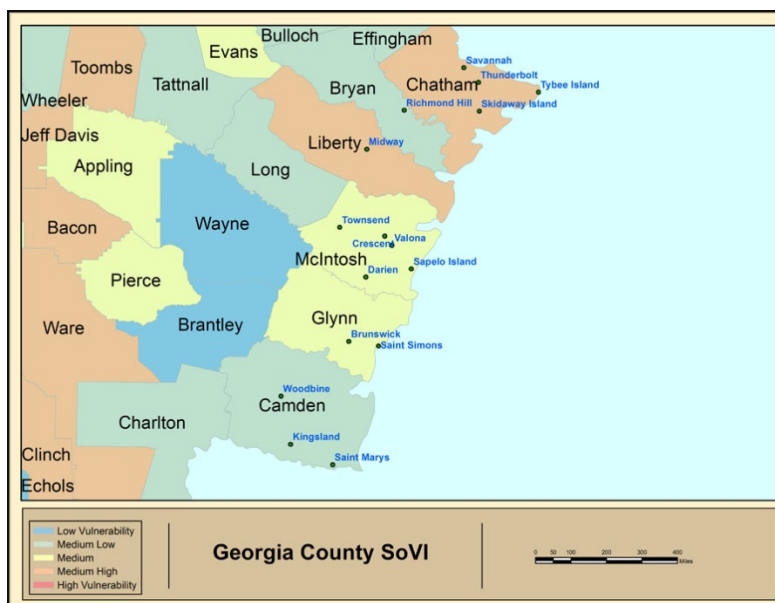 Bulloch
Effingham
Evans
Savannah
Toombs
Tattnall
Chatham
Thunderbolt
Bryan
Tybee Island
Wheeler
Richmond Hill
Skidaway Island
Jeff Davis
Liberty
Midway
Appling
Long
Wayne
Townsend
Bacon
Crescent
Valona
McIntosh
Sapelo Island
Darien
Pierce
Glynn
Ware
Brantley
Brunswick
Saint Simons
Woodbine
Camden
Charlton
Kingsland
Clinch
Saint Marys
Echols
Low Vulnerability
Medium Low
Medium
Medium High
High Vulnerability
Georgia County SoVI
0 50 100 200 300 400
Miles